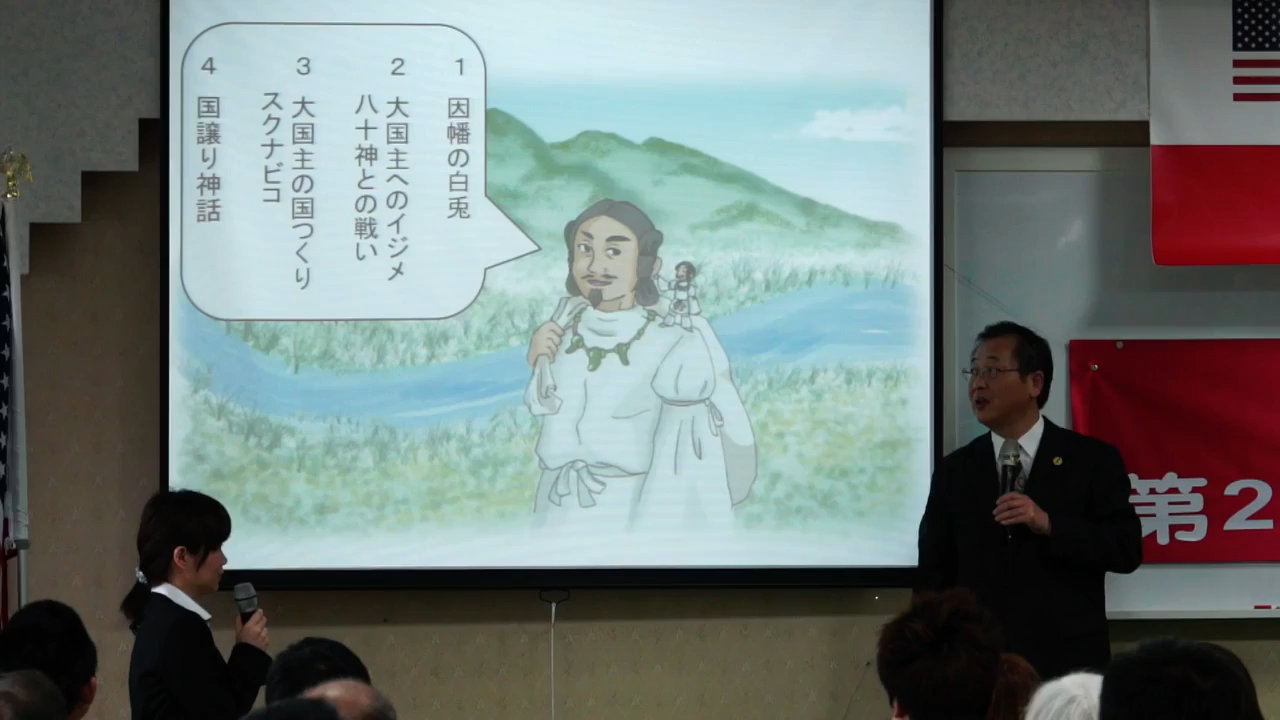 1 因幡の白兎
2 大国主へのイジメ
八十神との戦い
3 大国主の国つくり
スクナビコ
4 国譲り神話
第2